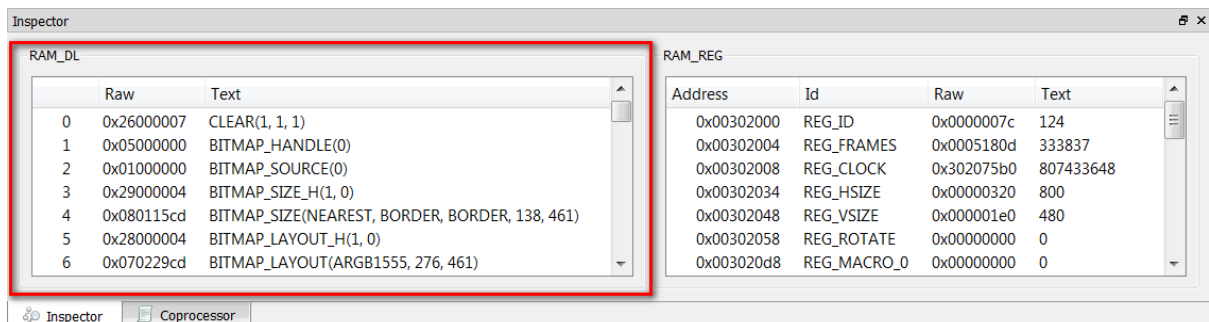 Inspector
RAM_DL
Raw Text
0 0x26000007 CLEAR(1, 1, 1)
1 0x05000000 BITMAP_HANDLE(0)
2 0x01000000 BITMAP_SOURCE(0)
3 0x29000004 BITMAP_SIZE_H(1, 0)
4 0x080115cd BITMAP_SIZE(NEAREST, BORDER, BORDER, 138, 461)
5 0x28000004 BITMAP_LAYOUT_H(1, 0)
6 0x070229cd BITMAP_LAYOUT(ARGB1555, 276, 461)
RAM_REG
Address Id Raw Text
0x00302000 REG_ID 0x0000007c 124
0x00302004 REG_FRAMES 0x0005180d 333837
0x00302008 REG_CLOCK 0x302075b0 807433648
0x00302034 REG_HSIZE 0x00000320 800
0x00302048 REG_VSIZE 0x000001e0 480
0x00302058 REG_ROTATE 0x00000000 0
0x003020d8 REG_MACRO_0 0x00000000 0
Inspector Coprocessor